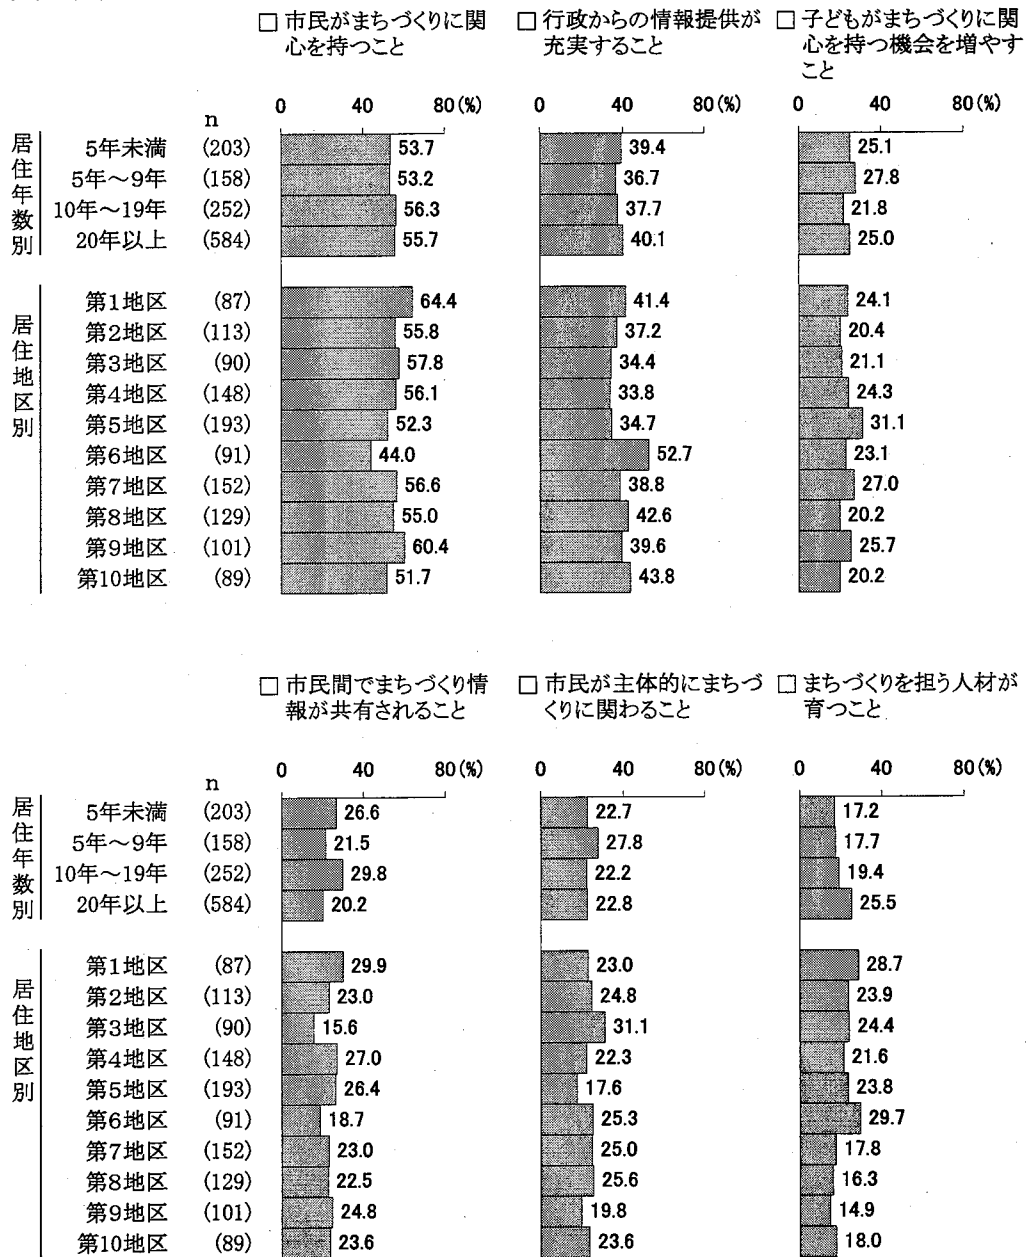 □ 市民がまちづくりに関
心を持つこと
□ 行政からの情報提供が
充実すること
□ 子どもがまちづくりに関
心を持つ機会を増やす
こと
0 40 80(%) 0 40 80(%) 0 40 80(%)
n
居住年数別
5年未満 (203) 53.7 39.4 25.1
5年～9年 (158) 53.2 36.7 27.8
10年～19年 (252) 56.3 37.7 21.8
20年以上 (584) 55.7 40.1 25.0
居住地区別
第1地区 (87) 64.4 41.4 24.1
第2地区 (113) 55.8 37.2 20.4
第3地区 (90) 57.8 34.4 21.1
第4地区 (148) 56.1 33.8 24.3
第5地区 (193) 52.3 34.7 31.1
第6地区 (91) 44.0 52.7 23.1
第7地区 (152) 56.6 38.8 27.0
第8地区 (129) 55.0 42.6 20.2
第9地区 (101) 60.4 39.6 25.7
第10地区 (89) 51.7 43.8 20.2
□ 市民間でまちづくり情
報が共有されること
□ 市民が主体的にまちづ
くりに関わること
□ まちづくりを担う人材が
育つこと
0 40 80(%) 0 40 80(%) 0 40 80(%)
n
居住年数別
5年未満 (203) 26.6 22.7 17.2
5年～9年 (158) 21.5 27.8 17.7
10年～19年 (252) 29.8 22.2 19.4
20年以上 (584) 20.2 22.8 25.5
居住地区別
第1地区 (87) 29.9 23.0 28.7
第2地区 (113) 23.0 24.8 23.9
第3地区 (90) 15.6 31.1 24.4
第4地区 (148) 27.0 22.3 21.6
第5地区 (193) 26.4 17.6 23.8
第6地区 (91) 18.7 25.3 29.7
第7地区 (152) 23.0 25.0 17.8
第8地区 (129) 22.5 25.6 16.3
第9地区 (101) 24.8 19.8 14.9
第10地区 (89) 23.6 23.6 18.0